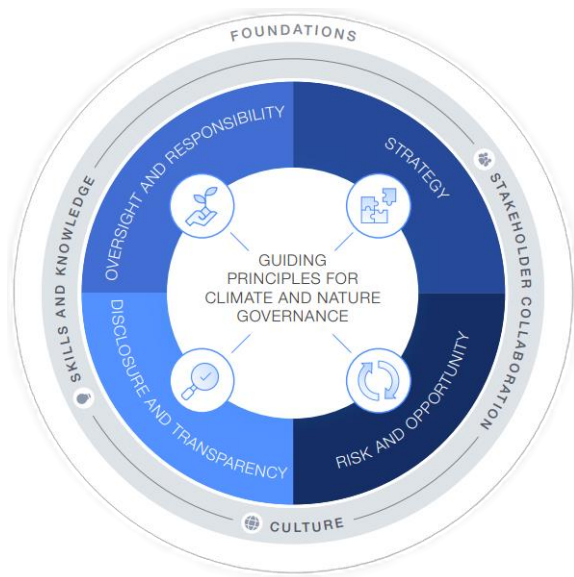 FOUNDATIONS
OVERSIGHT AND RESPONSIBILITY
STRATEGY
SKILLS AND KNOWLEDGE
STAKEHOLDER COLLABORATION
GUIDING
PRINCIPLES FOR
CLIMATE AND NATURE
GOVERNANCE
DISCLOSURE AND TRANSPARENCY
RISK AND OPPORTUNITY
CULTURE